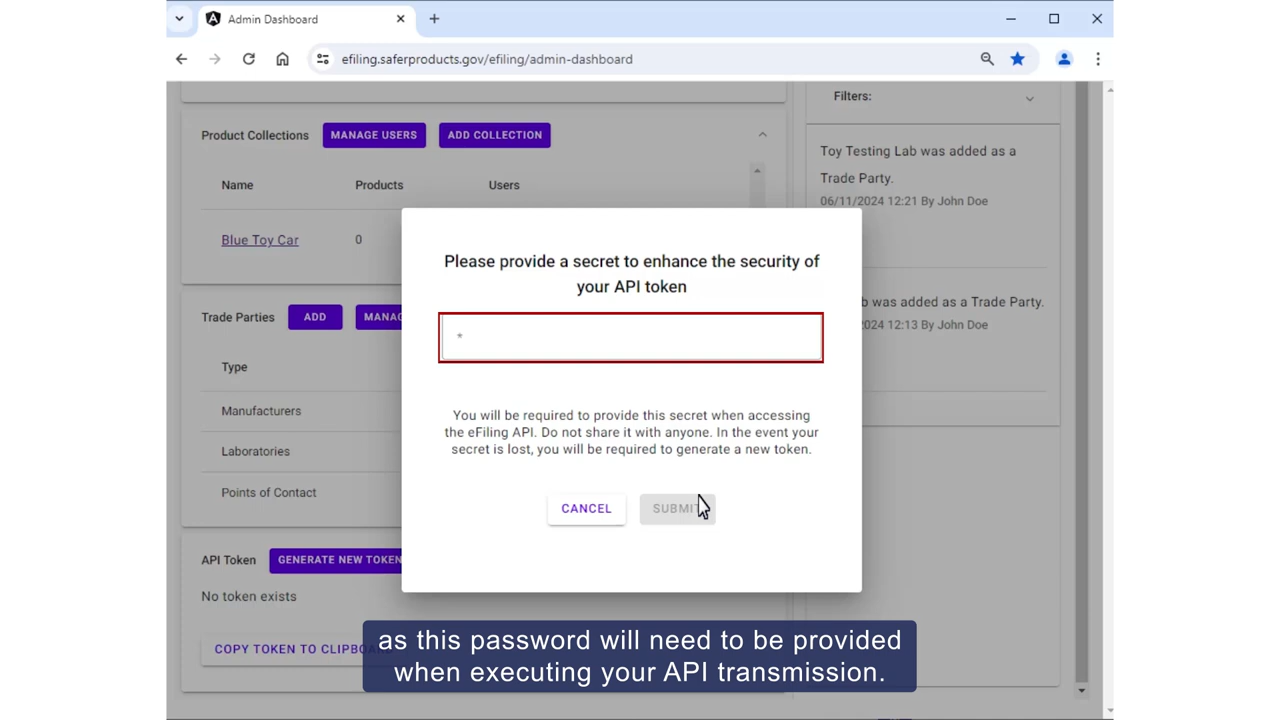 Admin Dashboard
efiling.saferproducts.gov/efiling/admin-dashboard
Product Collections
MANAGE USERS
ADD COLLECTION
Name Products Users
Blue Toy Car 0
Trade Parties
ADD
MANAG
Type
Manufacturers
Laboratories
Points of Contact
API Token
GENERATE NEW TOKEN
No token exists
COPY TOKEN TO CLIPBOA
Filters:
Toy Testing Lab was added as a
Trade Party.
06/11/2024 12:21 By John Doe
b was added as a Trade Party.
2024 12:13 By John Doe
Please provide a secret to enhance the security of
your API token
*
You will be required to provide this secret when accessing
the eFiling API. Do not share it with anyone. In the event your
secret is lost, you will be required to generate a new token.
CANCEL
SUBMIT
as this password will need to be provided
when executing your API transmission.